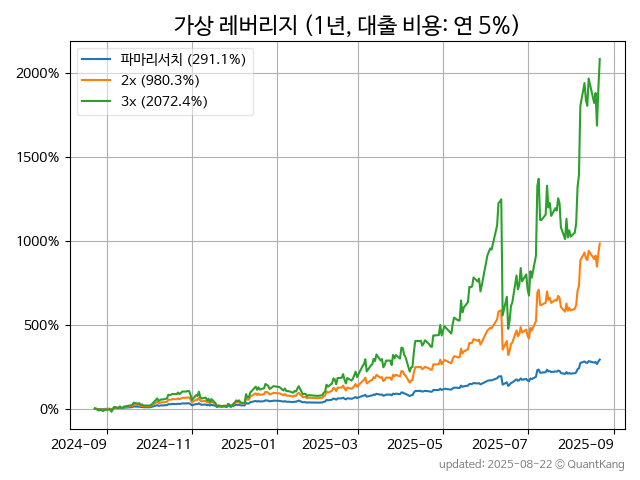 가상 레버리지 (1년, 대출 비용: 연 5%)
파마리서치 (291.1%)
2x (980.3%)
3x (2072.4%)
2000%
1500%
1000%
500%
0%
2024-09 2024-11 2025-01 2025-03 2025-05 2025-07 2025-09
updated: 2025-08-22 © QuantKang